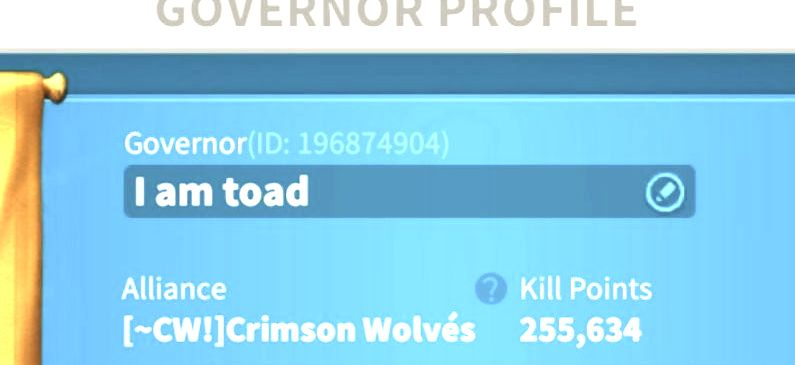 GOVERNOR PROFILE
Governor(ID: 196874904)
I am toad
Alliance
? Kill Points
[~CW!]Crimson Wolvés
255,634